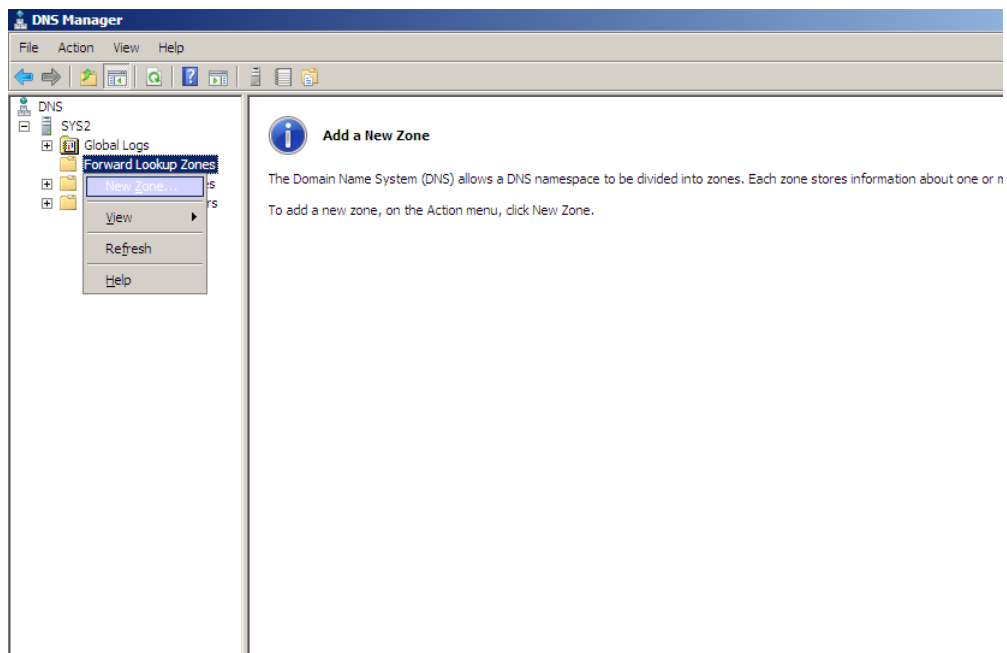 DNS Manager
File Action View Help
DNS
SYS2
Global Logs
Forward Lookup Zones
New Zone...
View
Refresh
Help
Add a New Zone
The Domain Name System (DNS) allows a DNS namespace to be divided into zones. Each zone stores information about one or
To add a new zone, on the Action menu, click New Zone.